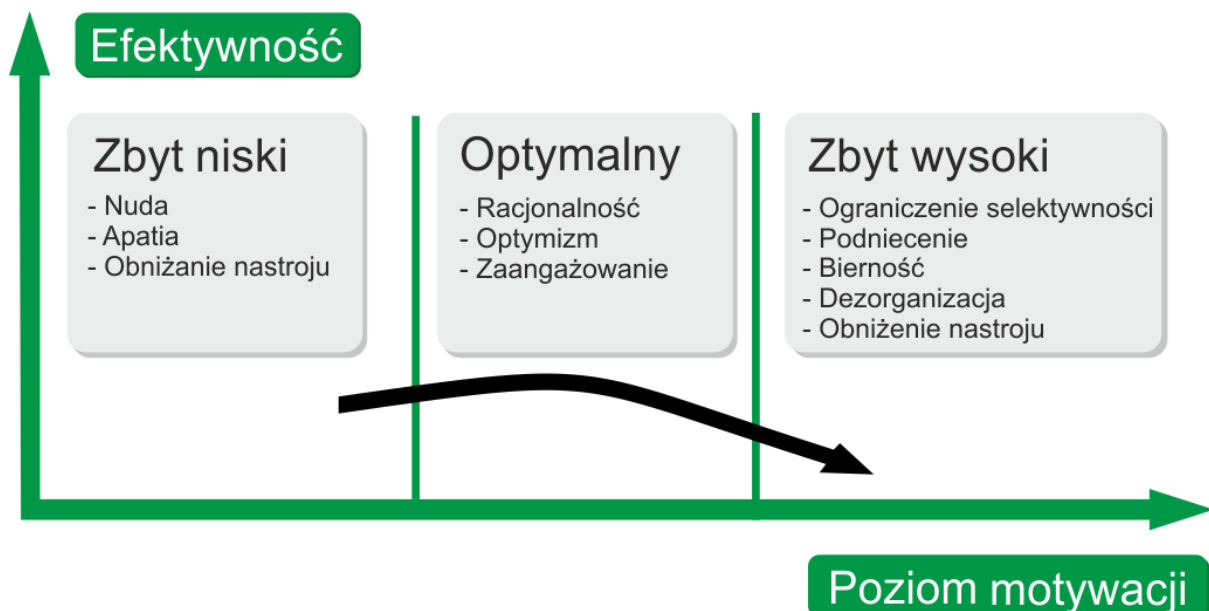 Efektywność
Zbyt niski
- Nuda
- Apatia
- Obniżanie nastroju
Optymalny
- Racjonalność
- Optymizm
- Zaangażowanie
Zbyt wysoki
- Ograniczenie selektywności
- Podniecenie
- Bierność
- Dezorganizacja
- Obniżenie nastroju
Poziom motywacji